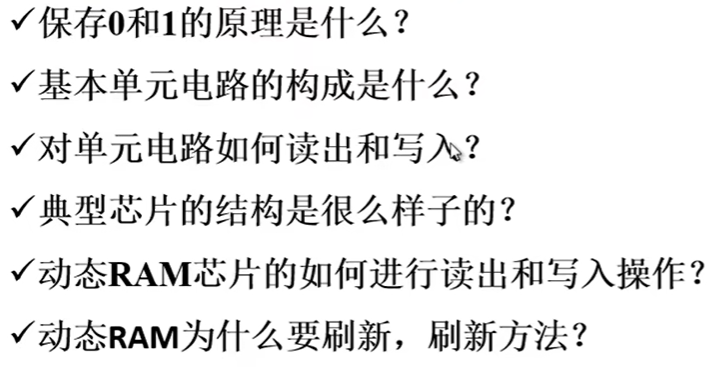 ✓保存0和1的原理是什么？
✓基本单元电路的构成是什么？
✓对单元电路如何读出和写入？
✓典型芯片的结构是很么样子的？
✓动态RAM芯片的如何进行读出和写入操作？
✓动态RAM为什么要刷新，刷新方法？